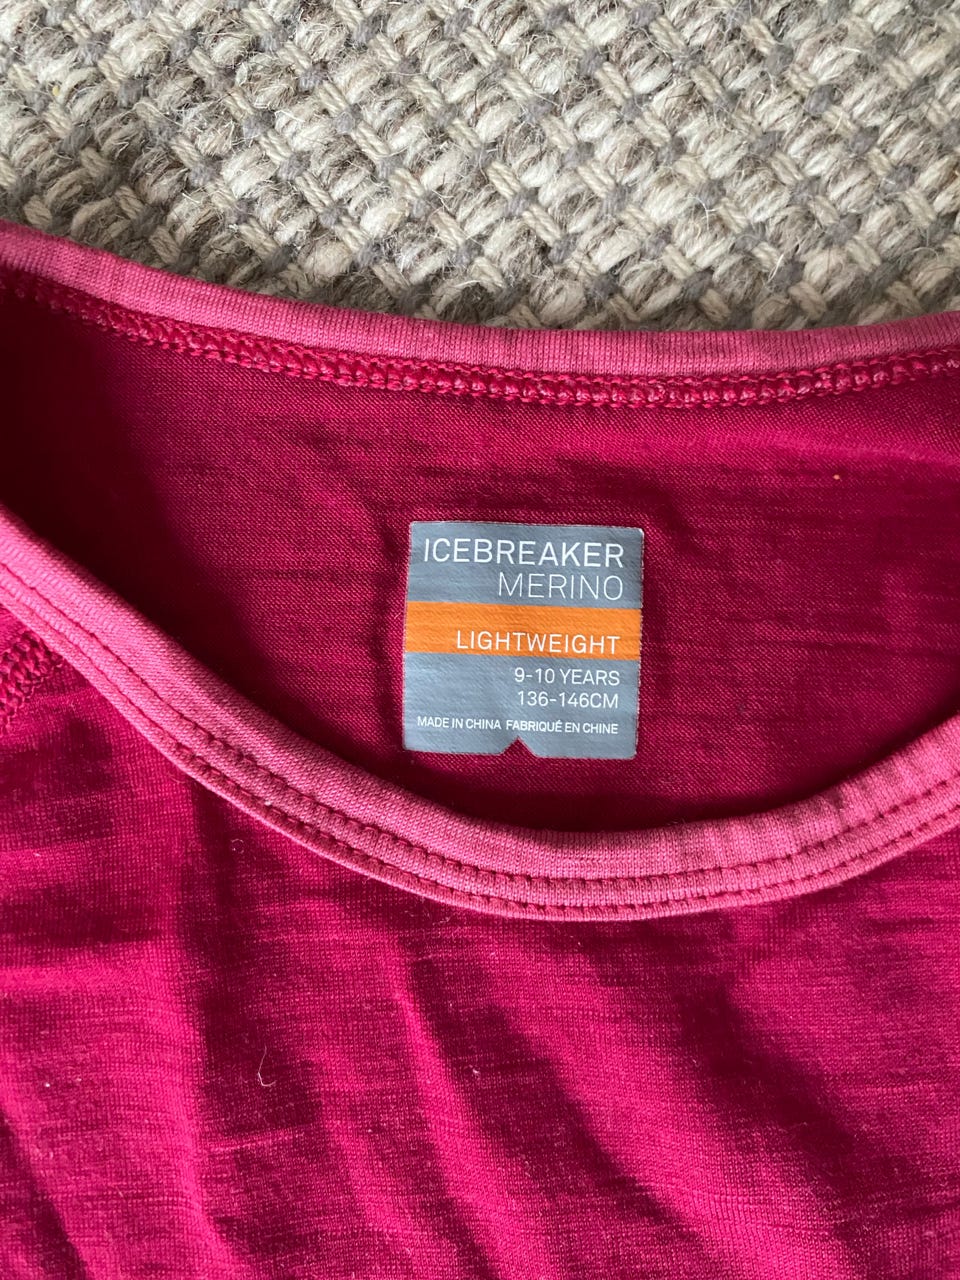 ICEBREAKER
MERINO
LIGHTWEIGHT
9-10 YEARS
136-146CM
MADE IN CHINA FABRIQUÉ EN CHINE